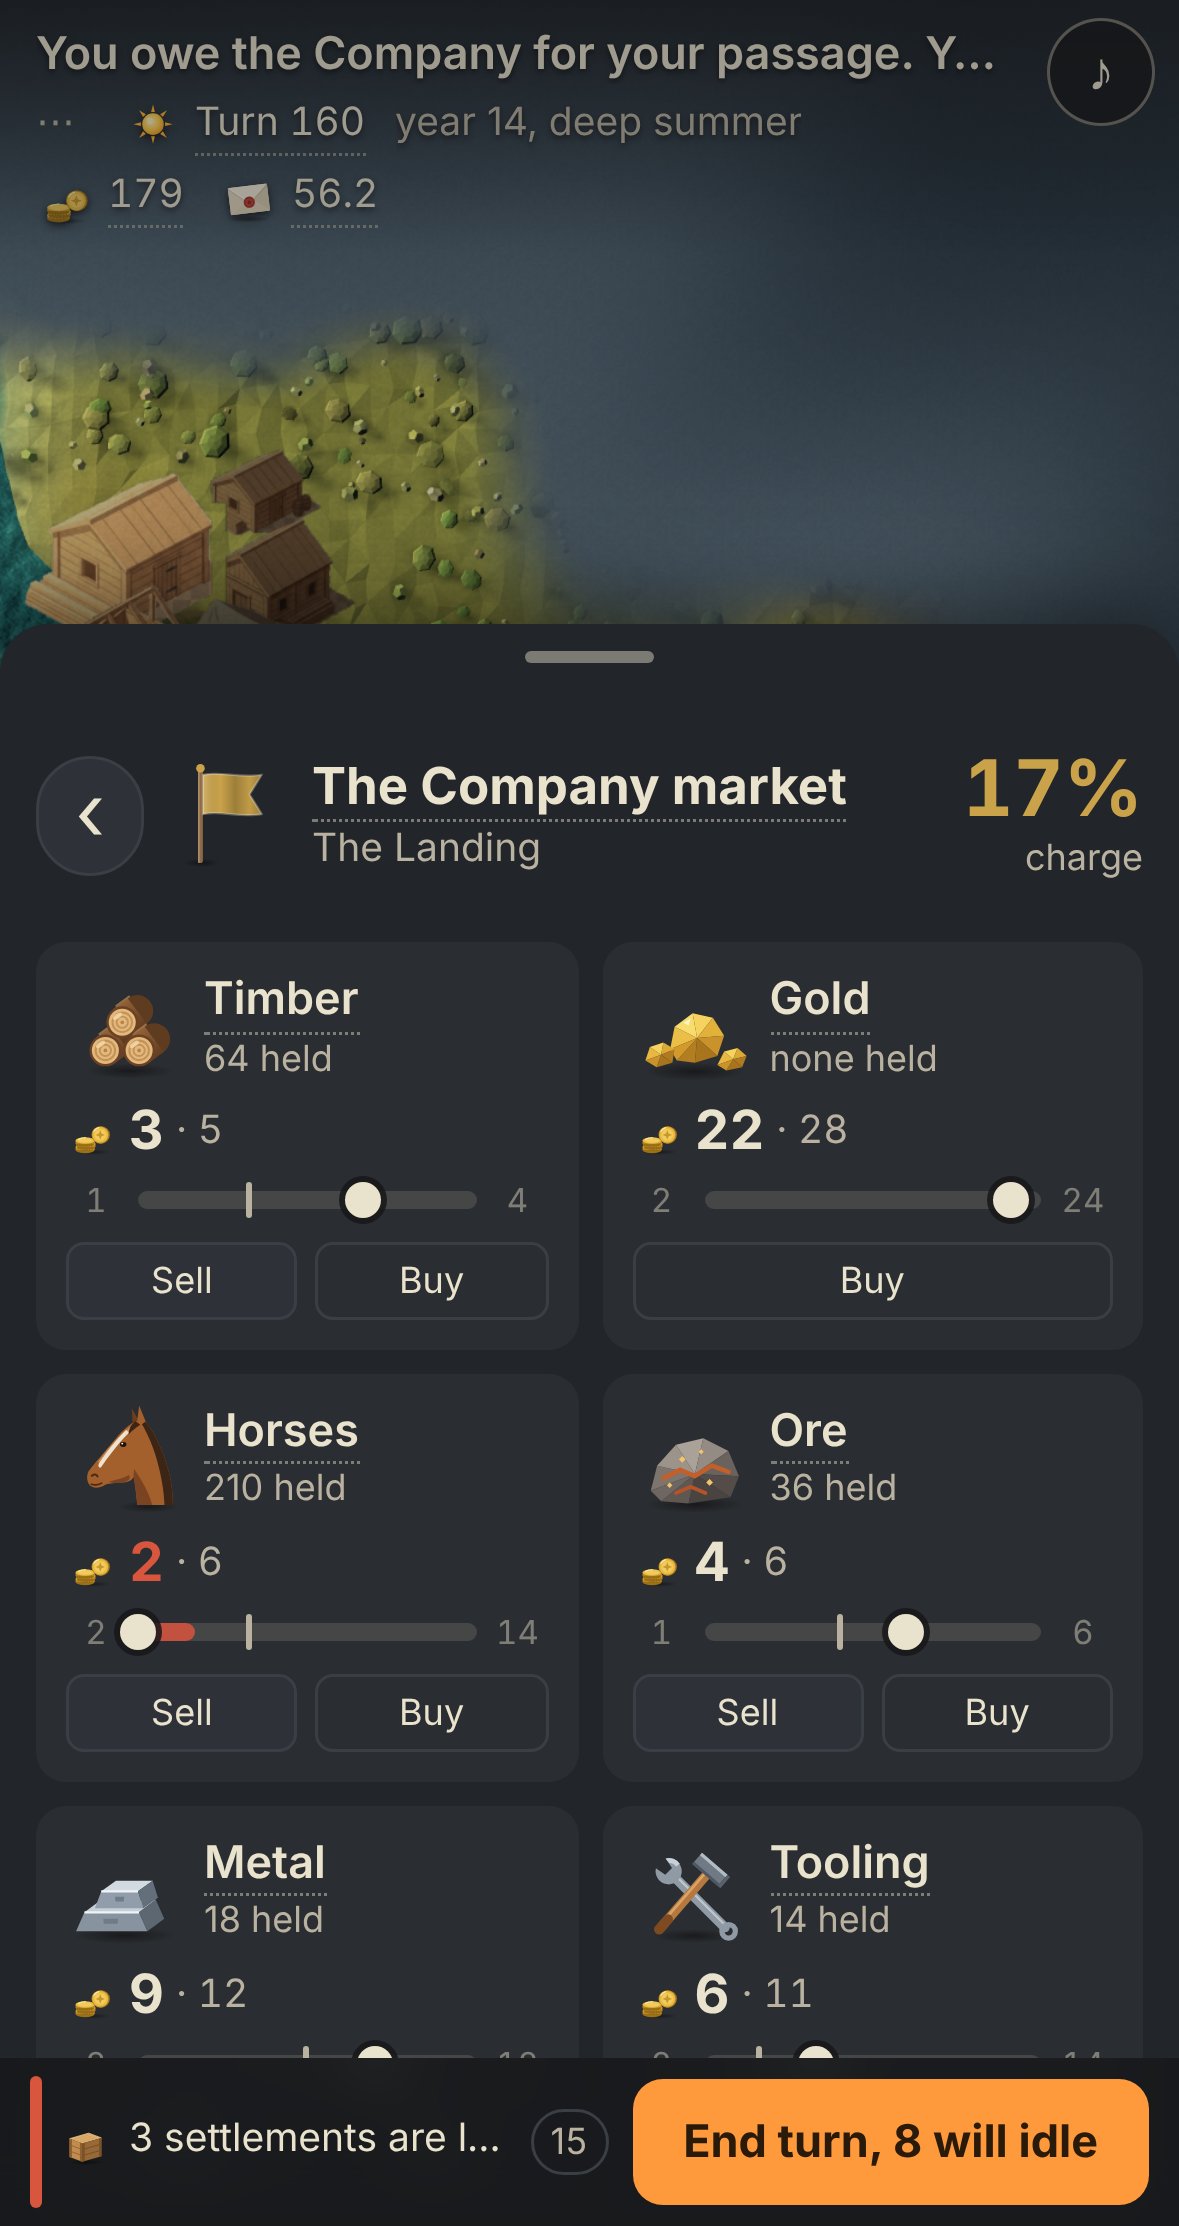 You owe the Company for your passage. Y...
... Turn 160 year 14, deep summer
179 56.2
The Company market
The Landing
17%
charge
Timber
64 held
3 · 5
1 4
Sell Buy
Gold
none held
22 · 28
2 24
Buy
Horses
210 held
2 · 6
2 14
Sell Buy
Ore
36 held
4 · 6
1 6
Sell Buy
Metal
18 held
9 · 12
Tooling
14 held
6 · 11
3 settlements are l... 15
End turn, 8 will idle